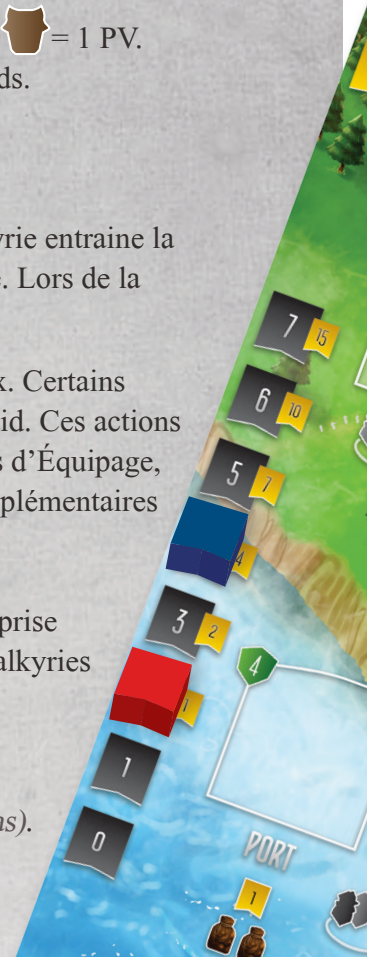 = 1 PV.
ds.
yrie entraine la
e. Lors de la
x. Certains
id. Ces actions
s d’Équipage,
plémentaires
prise
alkyries
ns).
7 15
6 10
5 7
4
3 2
1
1
0
4
PORT
1